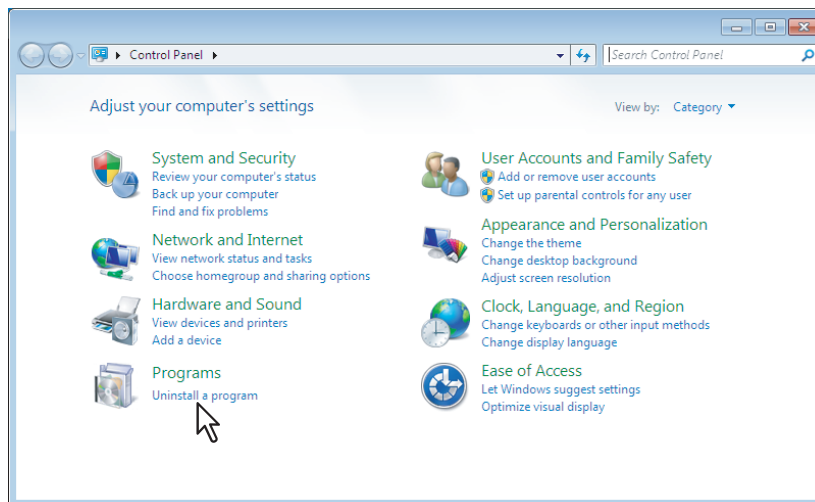 Control Panel
Search Control Panel
Adjust your computer's settings
View by: Category
System and Security
Review your computer's status
Back up your computer
Find and fix problems
Network and Internet
View network status and tasks
Choose homegroup and sharing options
Hardware and Sound
View devices and printers
Add a device
Programs
Uninstall a program
User Accounts and Family Safety
Add or remove user accounts
Set up parental controls for any user
Appearance and Personalization
Change the theme
Change desktop background
Adjust screen resolution
Clock, Language, and Region
Change keyboards or other input methods
Change display language
Ease of Access
Let Windows suggest settings
Optimize visual display